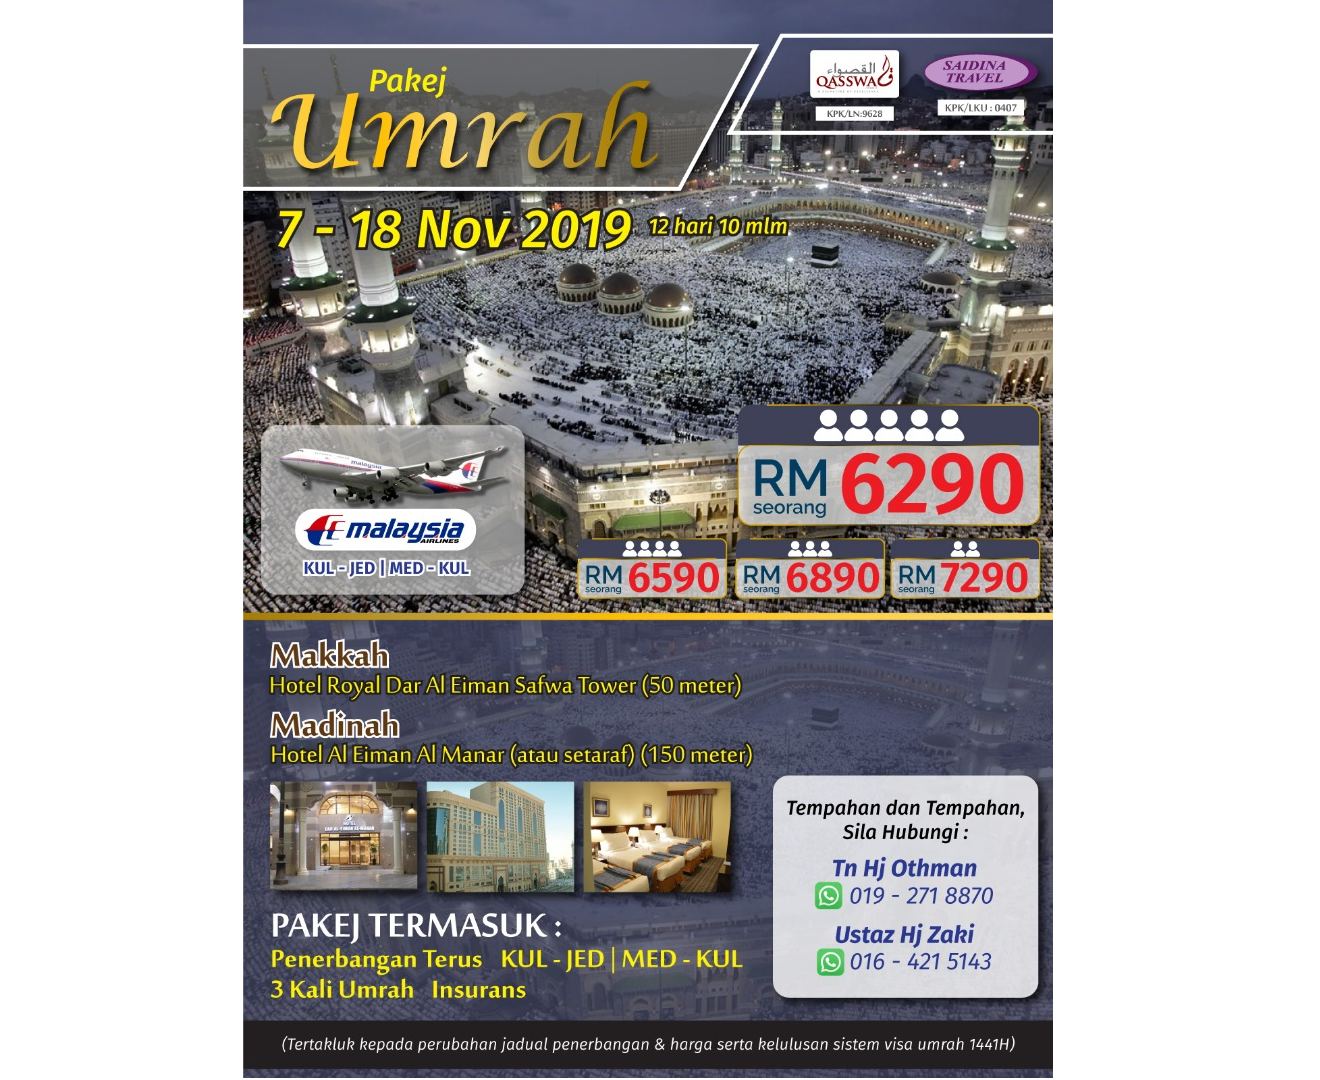 Pakej
Umrah
القصواء
QASSWA
KPK/LN:9628
SAIDINA
TRAVEL
KPK/LKU : 0407
7 - 18 Nov 2019 12 hari 10 mlm
RM 6290
seorang
malaysia
malaysia
AIRLINES
KUL - JED | MED - KUL
RM 6590
seorang
RM 6890
seorang
RM 7290
seorang
Makkah
Hotel Royal Dar Al Eiman Safwa Tower (50 meter)
Madinah
Hotel Al Eiman Al Manar (atau setaraf) (150 meter)
Tempahan dan Tempahan,
Sila Hubungi :
Tn Hj Othman
019 - 271 8870
Ustaz Hj Zaki
016 - 421 5143
PAKEJ TERMASUK :
Penerbangan Terus KUL - JED | MED - KUL
3 Kali Umrah Insurans
(Tertakluk kepada perubahan jadual penerbangan & harga serta kelulusan sistem visa umrah 1441H)